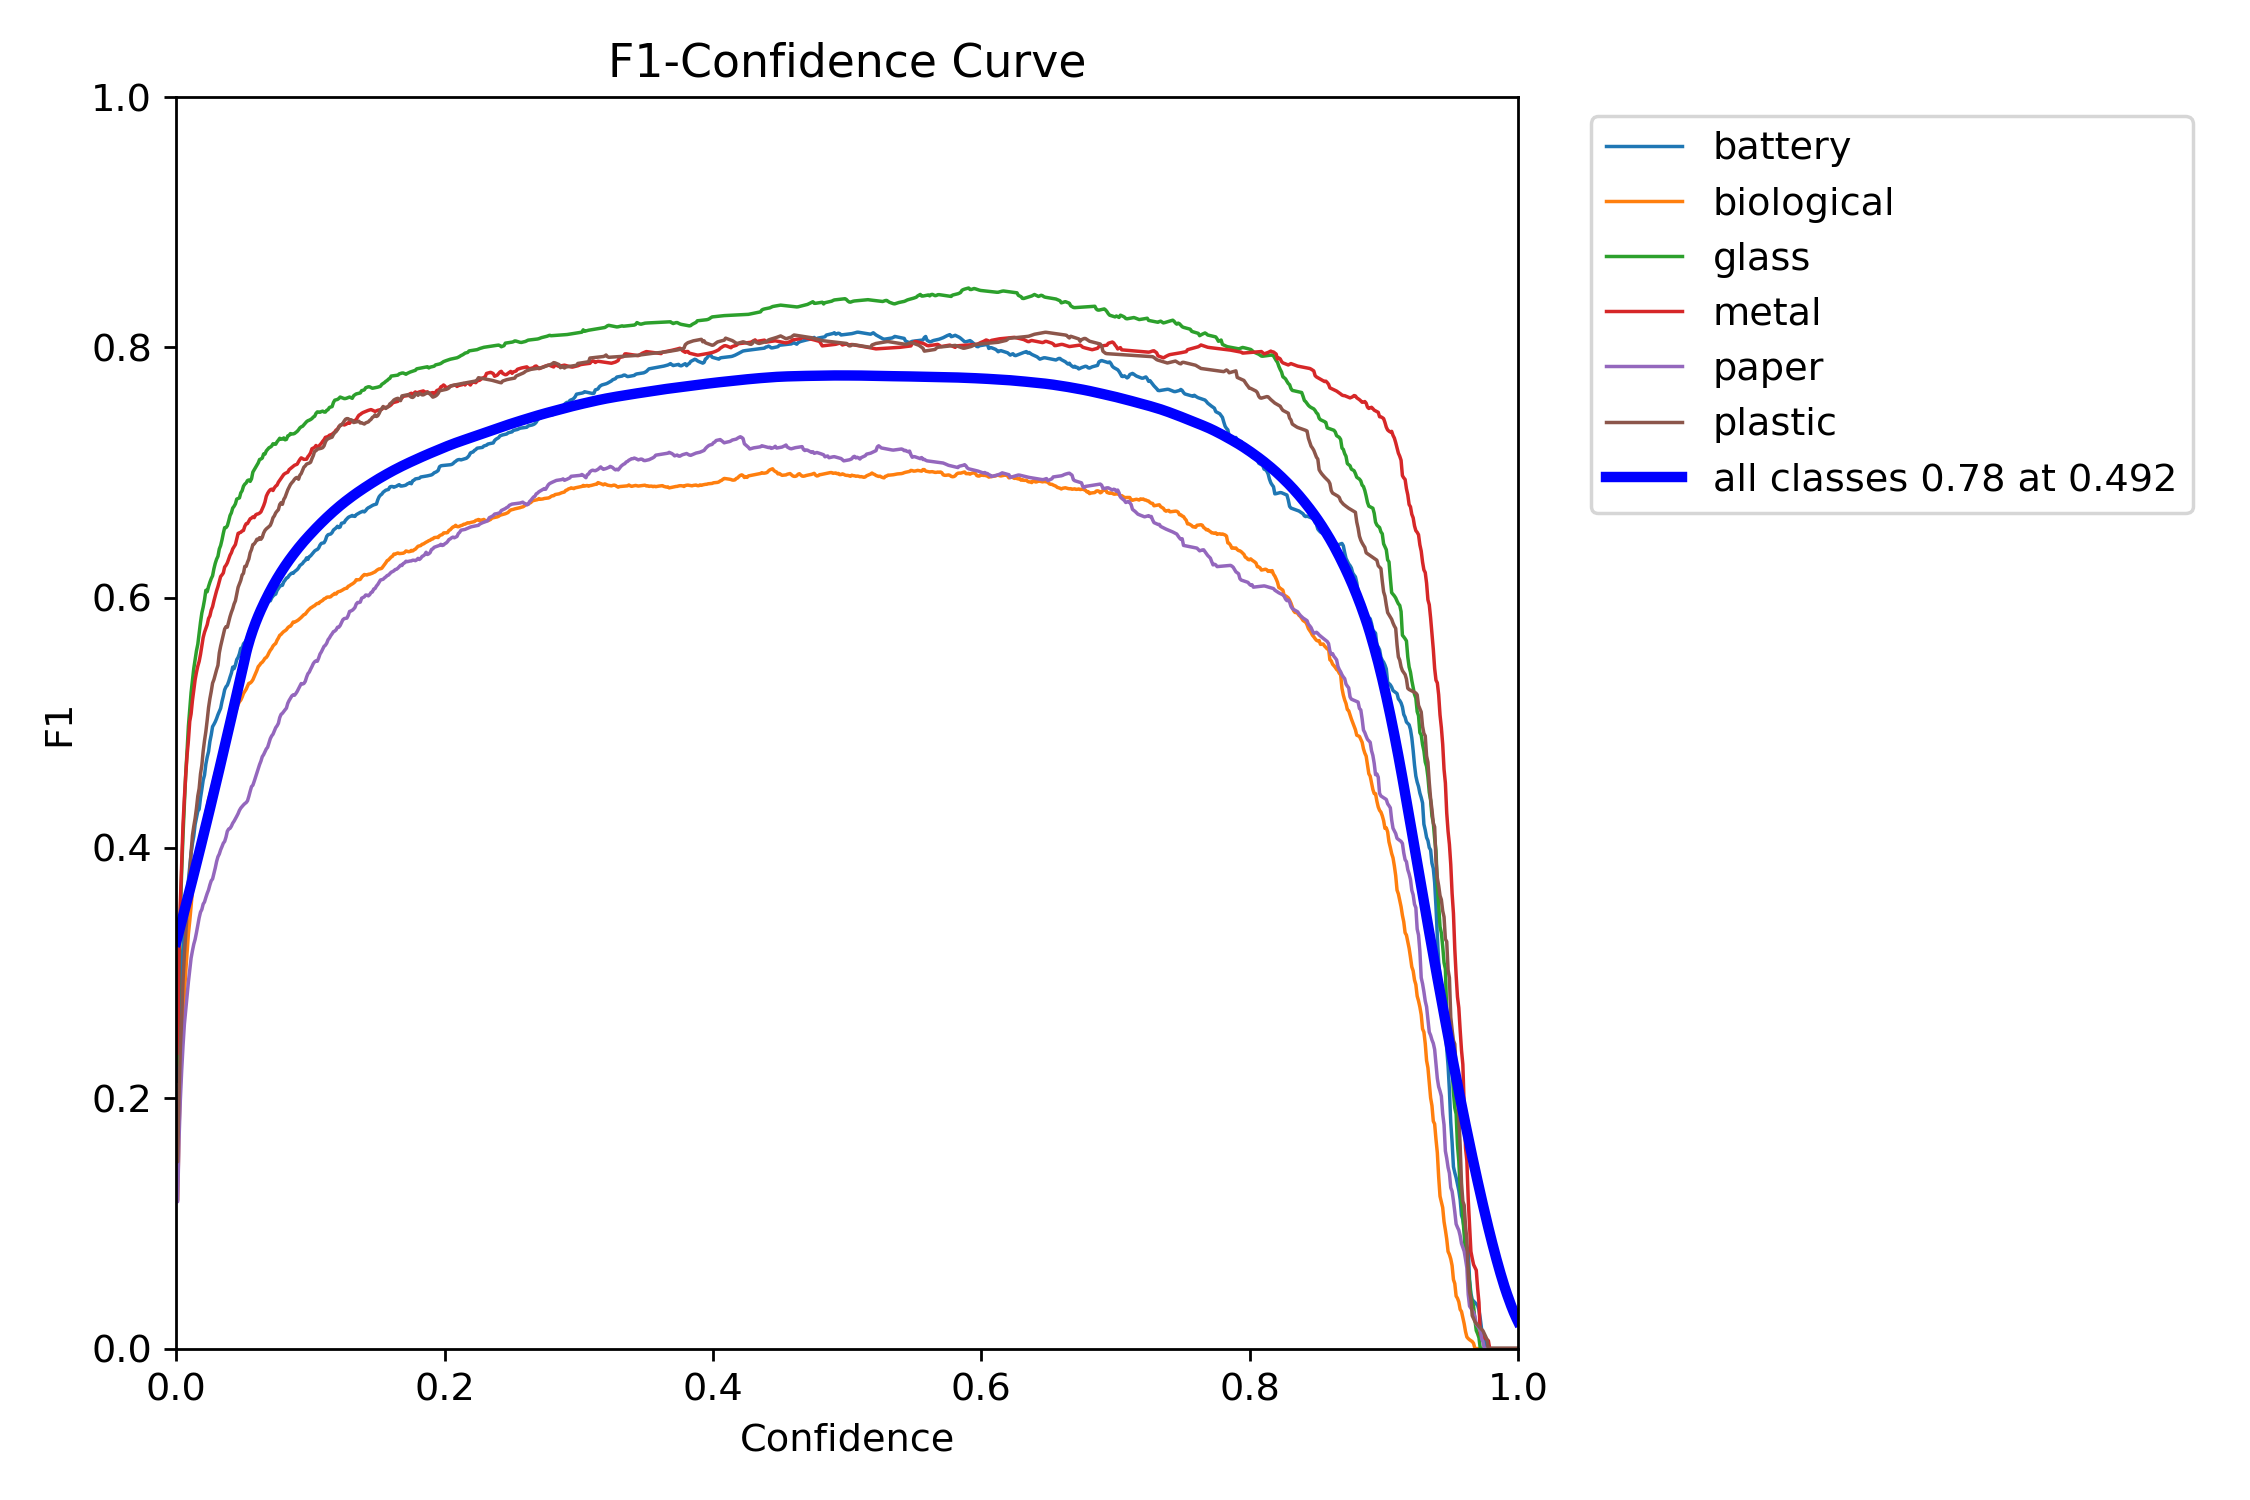 F1-Confidence Curve
1.0
0.8
0.6
0.4
0.2
0.0
F1
0.0 0.2 0.4 0.6 0.8 1.0
Confidence
battery
biological
glass
metal
paper
plastic
all classes 0.78 at 0.492